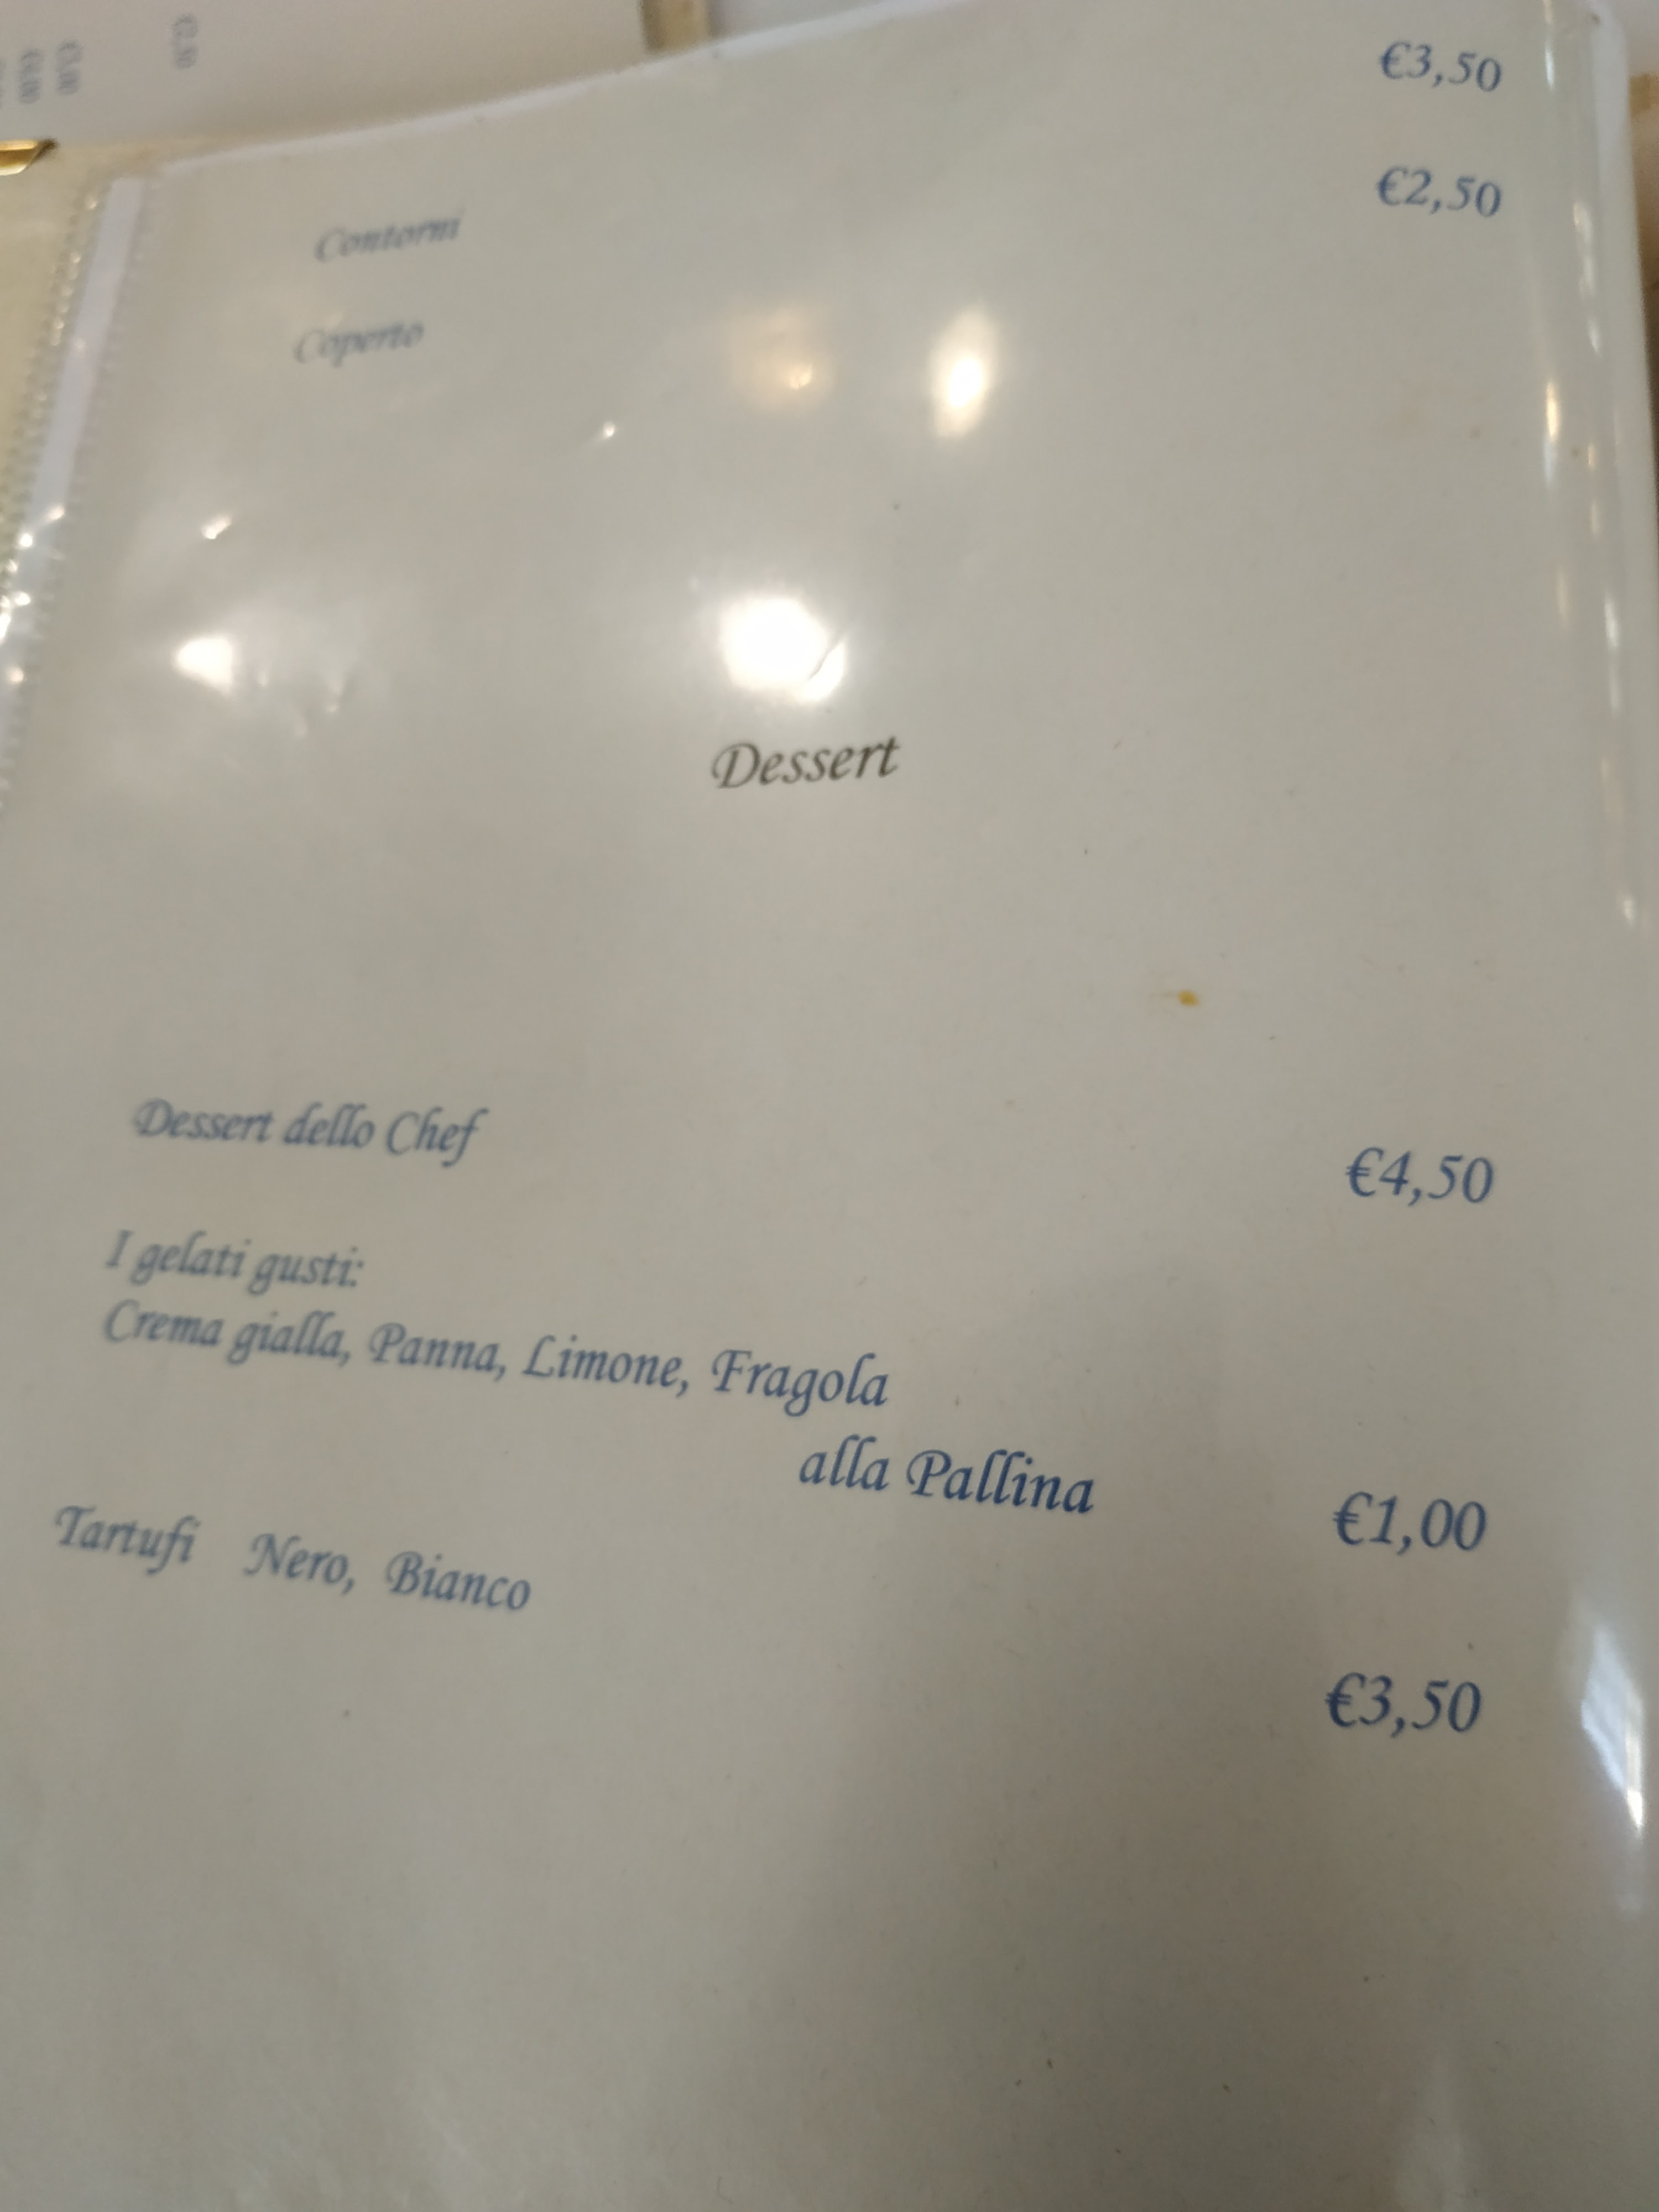 Contorni €3,50
Coperto €2,50
Dessert
Dessert dello Chef €4,50
I gelati gusti:
Crema gialla, Panna, Limone, Fragola
alla Pallina €1,00
Tartufi Nero, Bianco €3,50